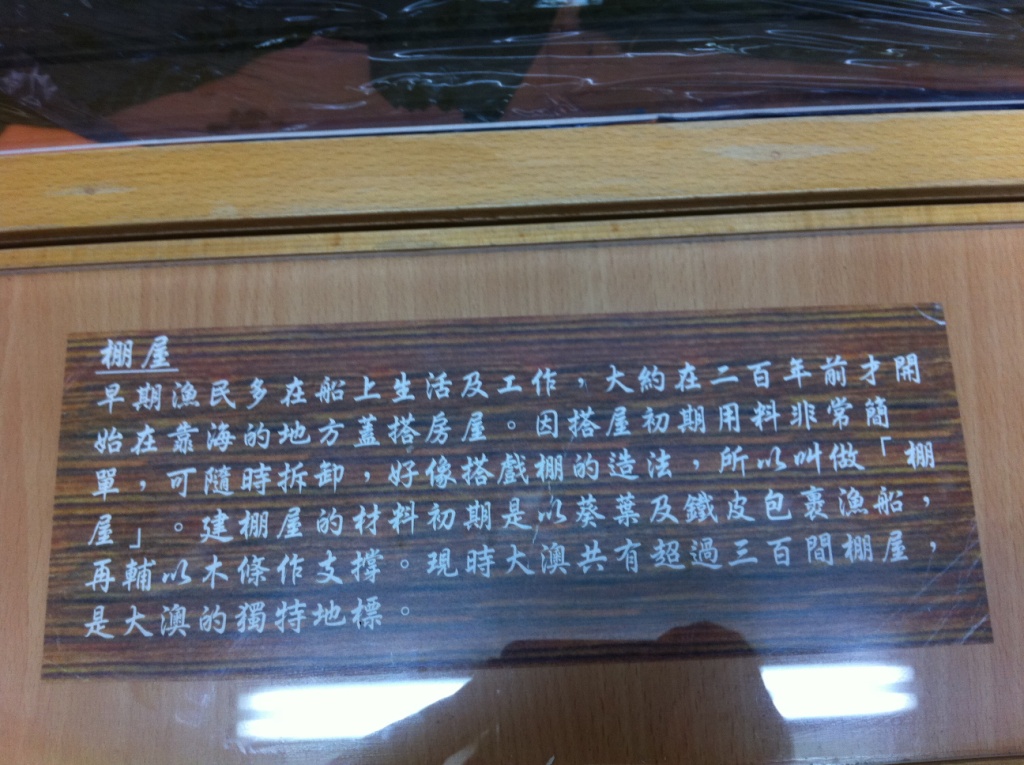 棚屋
早期漁民多在船上生活及工作，大約在二百年前才開
始在靠海的地方蓋搭房屋。因搭屋初期用料非常簡
單，可隨時拆卸，好像搭戲棚的造法，所以叫做「棚
屋」。建棚屋的材料初期是以葵葉及鐵皮包裹漁船，
再輔以木條作支撐。現時大澳共有超過三百間棚屋，
是大澳的獨特地標。